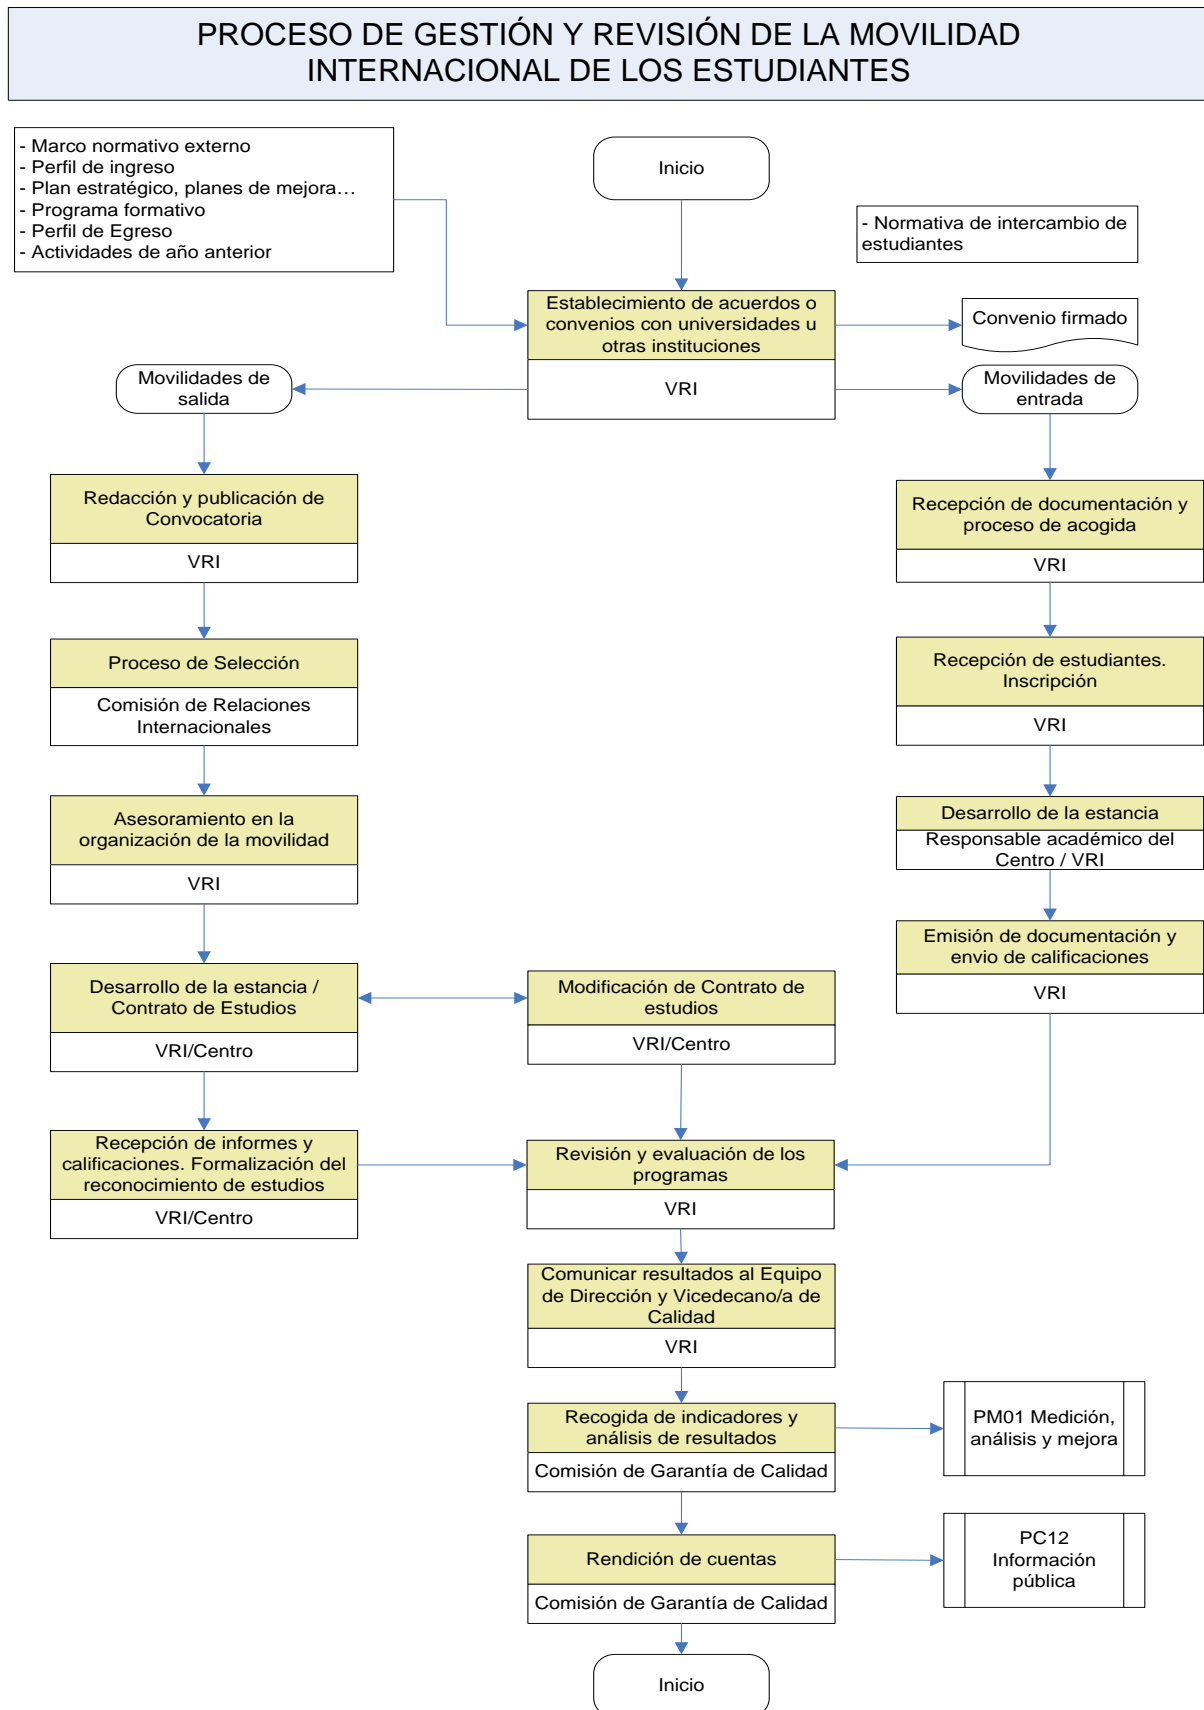 PROCESO DE GESTIÓN Y REVISIÓN DE LA MOVILIDAD
INTERNACIONAL DE LOS ESTUDIANTES
- Marco normativo externo
- Perfil de ingreso
- Plan estratégico, planes de mejora…
- Programa formativo
- Perfil de Egreso
- Actividades de año anterior
Inicio
- Normativa de intercambio de
estudiantes
Establecimiento de acuerdos o
convenios con universidades u
otras instituciones
VRI
Convenio firmado
Movilidades de
salida
Movilidades de
entrada
Redacción y publicación de
Convocatoria
VRI
Recepción de documentación y
proceso de acogida
VRI
Proceso de Selección
Comisión de Relaciones
Internacionales
Recepción de estudiantes.
Inscripción
VRI
Asesoramiento en la
organización de la movilidad
VRI
Desarrollo de la estancia
Responsable académico del
Centro / VRI
Emisión de documentación y
envio de calificaciones
VRI
Desarrollo de la estancia /
Contrato de Estudios
VRI/Centro
Modificación de Contrato de
estudios
VRI/Centro
Recepción de informes y
calificaciones. Formalización del
reconocimiento de estudios
VRI/Centro
Revisión y evaluación de los
programas
VRI
Comunicar resultados al Equipo
de Dirección y Vicedecano/a de
Calidad
VRI
Recogida de indicadores y
análisis de resultados
Comisión de Garantía de Calidad
PM01 Medición,
análisis y mejora
Rendición de cuentas
Comisión de Garantía de Calidad
PC12
Información
pública
Inicio